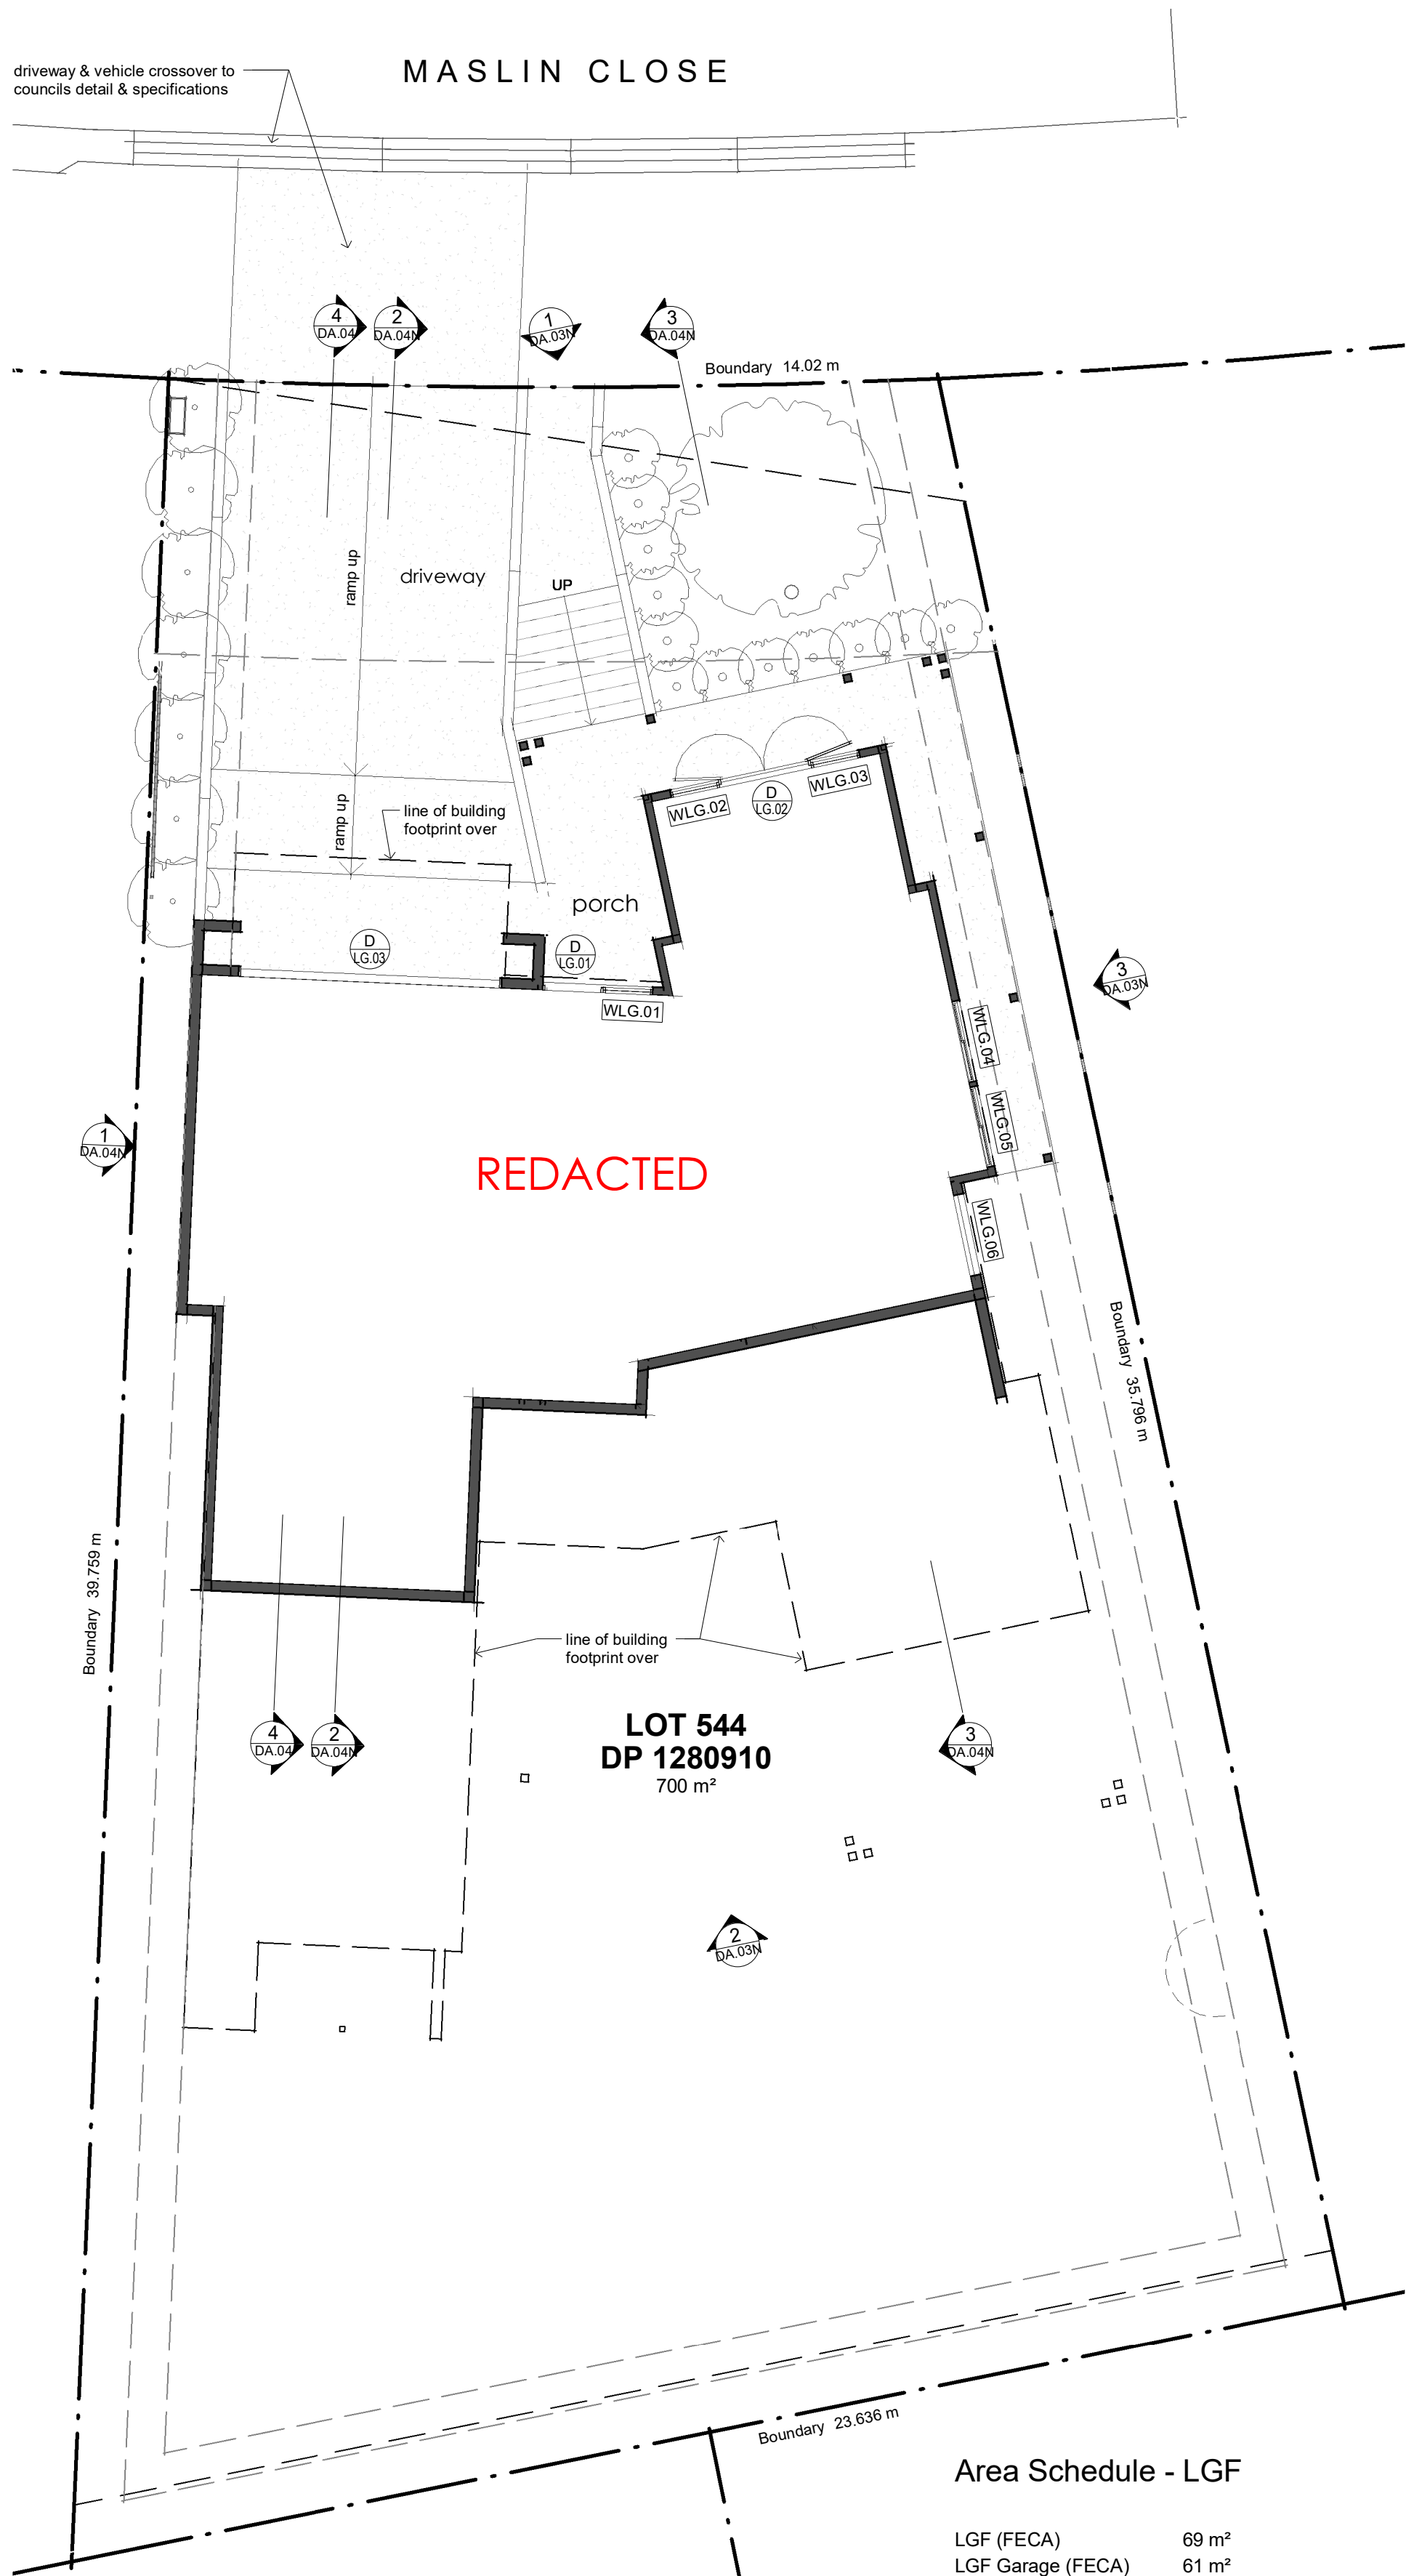 MASLIN CLOSE
driveway & vehicle crossover to
councils detail & specifications
4
DA.04
2
DA.04N
1
DA.03N
3
DA.04N
Boundary 14.02 m
ramp up
driveway
UP
ramp up
line of building
footprint over
WLG.02
D
LG.02
WLG.03
porch
D
LG.03
D
LG.01
WLG.01
3
DA.03N
WLG.04
WLG.05
1
DA.04N
REDACTED
WLG.06
Boundary 35.796 m
Boundary 39.759 m
line of building
footprint over
4
DA.04
2
DA.04N
LOT 544
DP 1280910
700 m²
3
DA.04N
2
DA.03N
Boundary 23.636 m
Area Schedule - LGF
LGF (FECA) 69 m²
LGF Garage (FECA) 61 m²